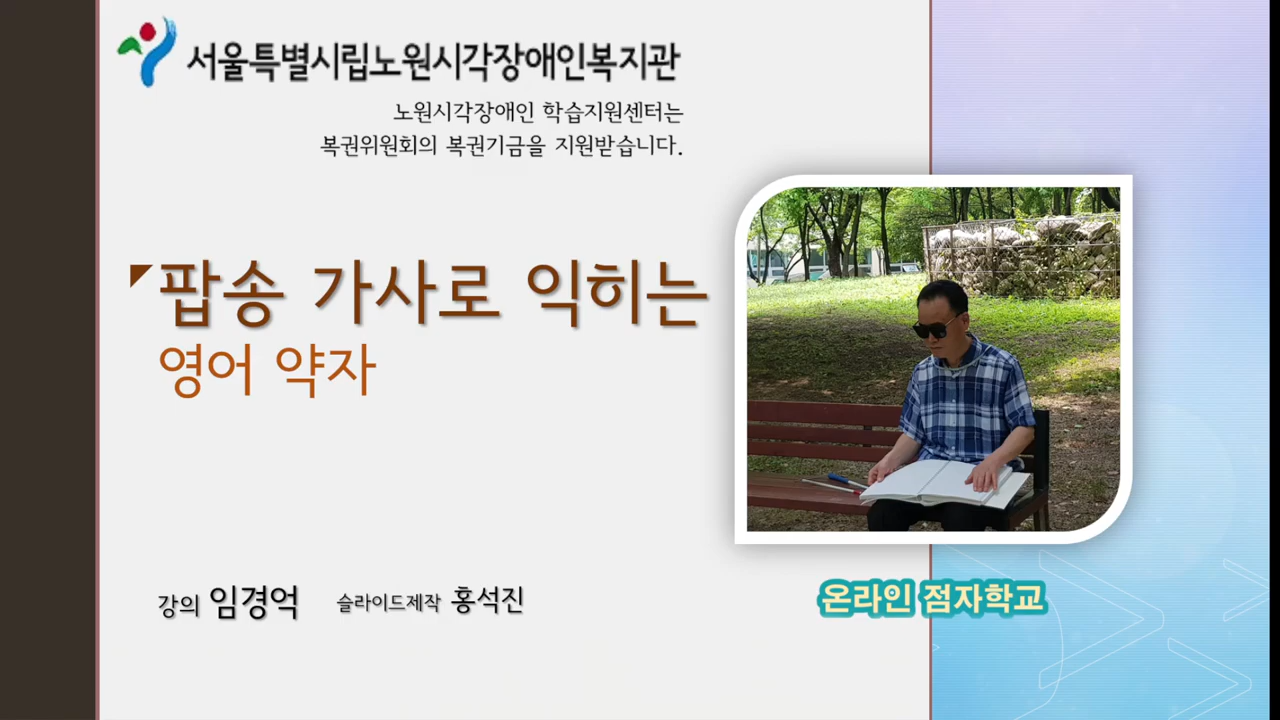 서울특별시립노원시각장애인복지관
노원시각장애인 학습지원센터는
복권위원회의 복권기금을 지원받습니다.
팝송 가사로 익히는
영어 약자
강의 임경억 슬라이드제작 홍석진
온라인 점자학교